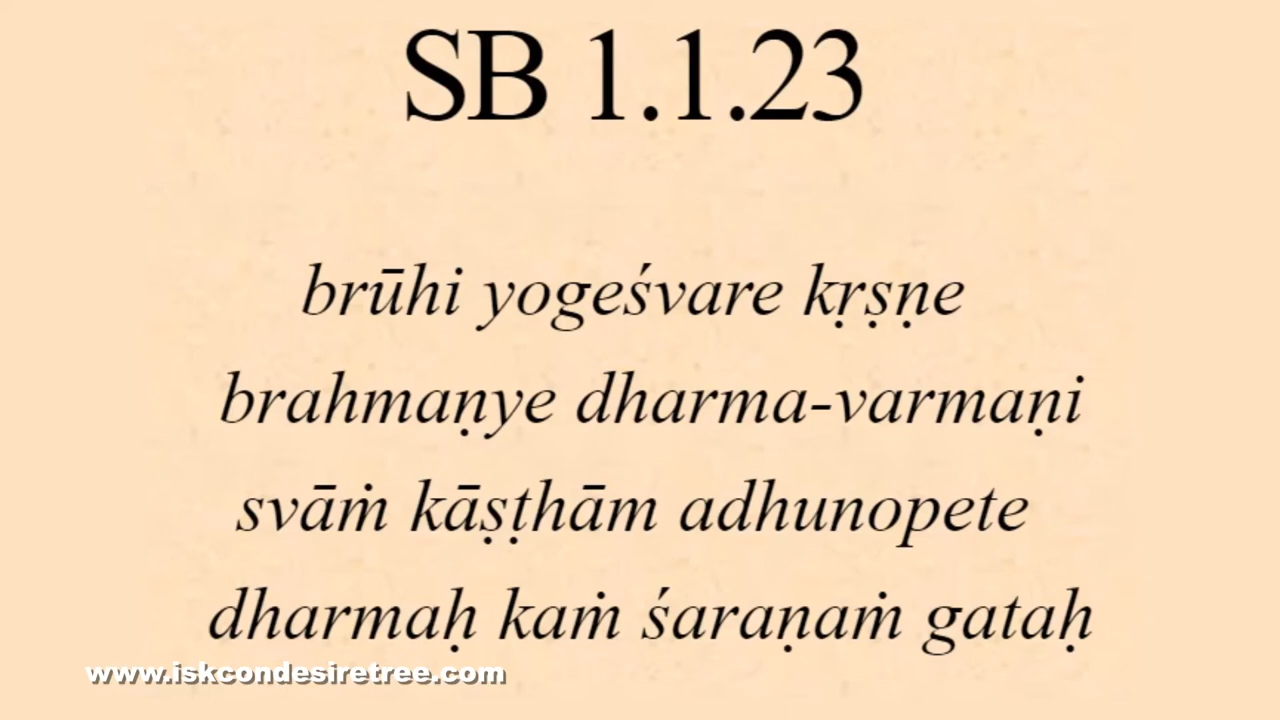 SB 1.1.23
brūhi yogeśvare kṛṣṇe
brahmaṇye dharma-varmaṇi
svāṁ kāṣṭhām adhunopete
dharmaḥ kaṁ śaraṇaṁ gataḥ
www.iskcondesiretree.com